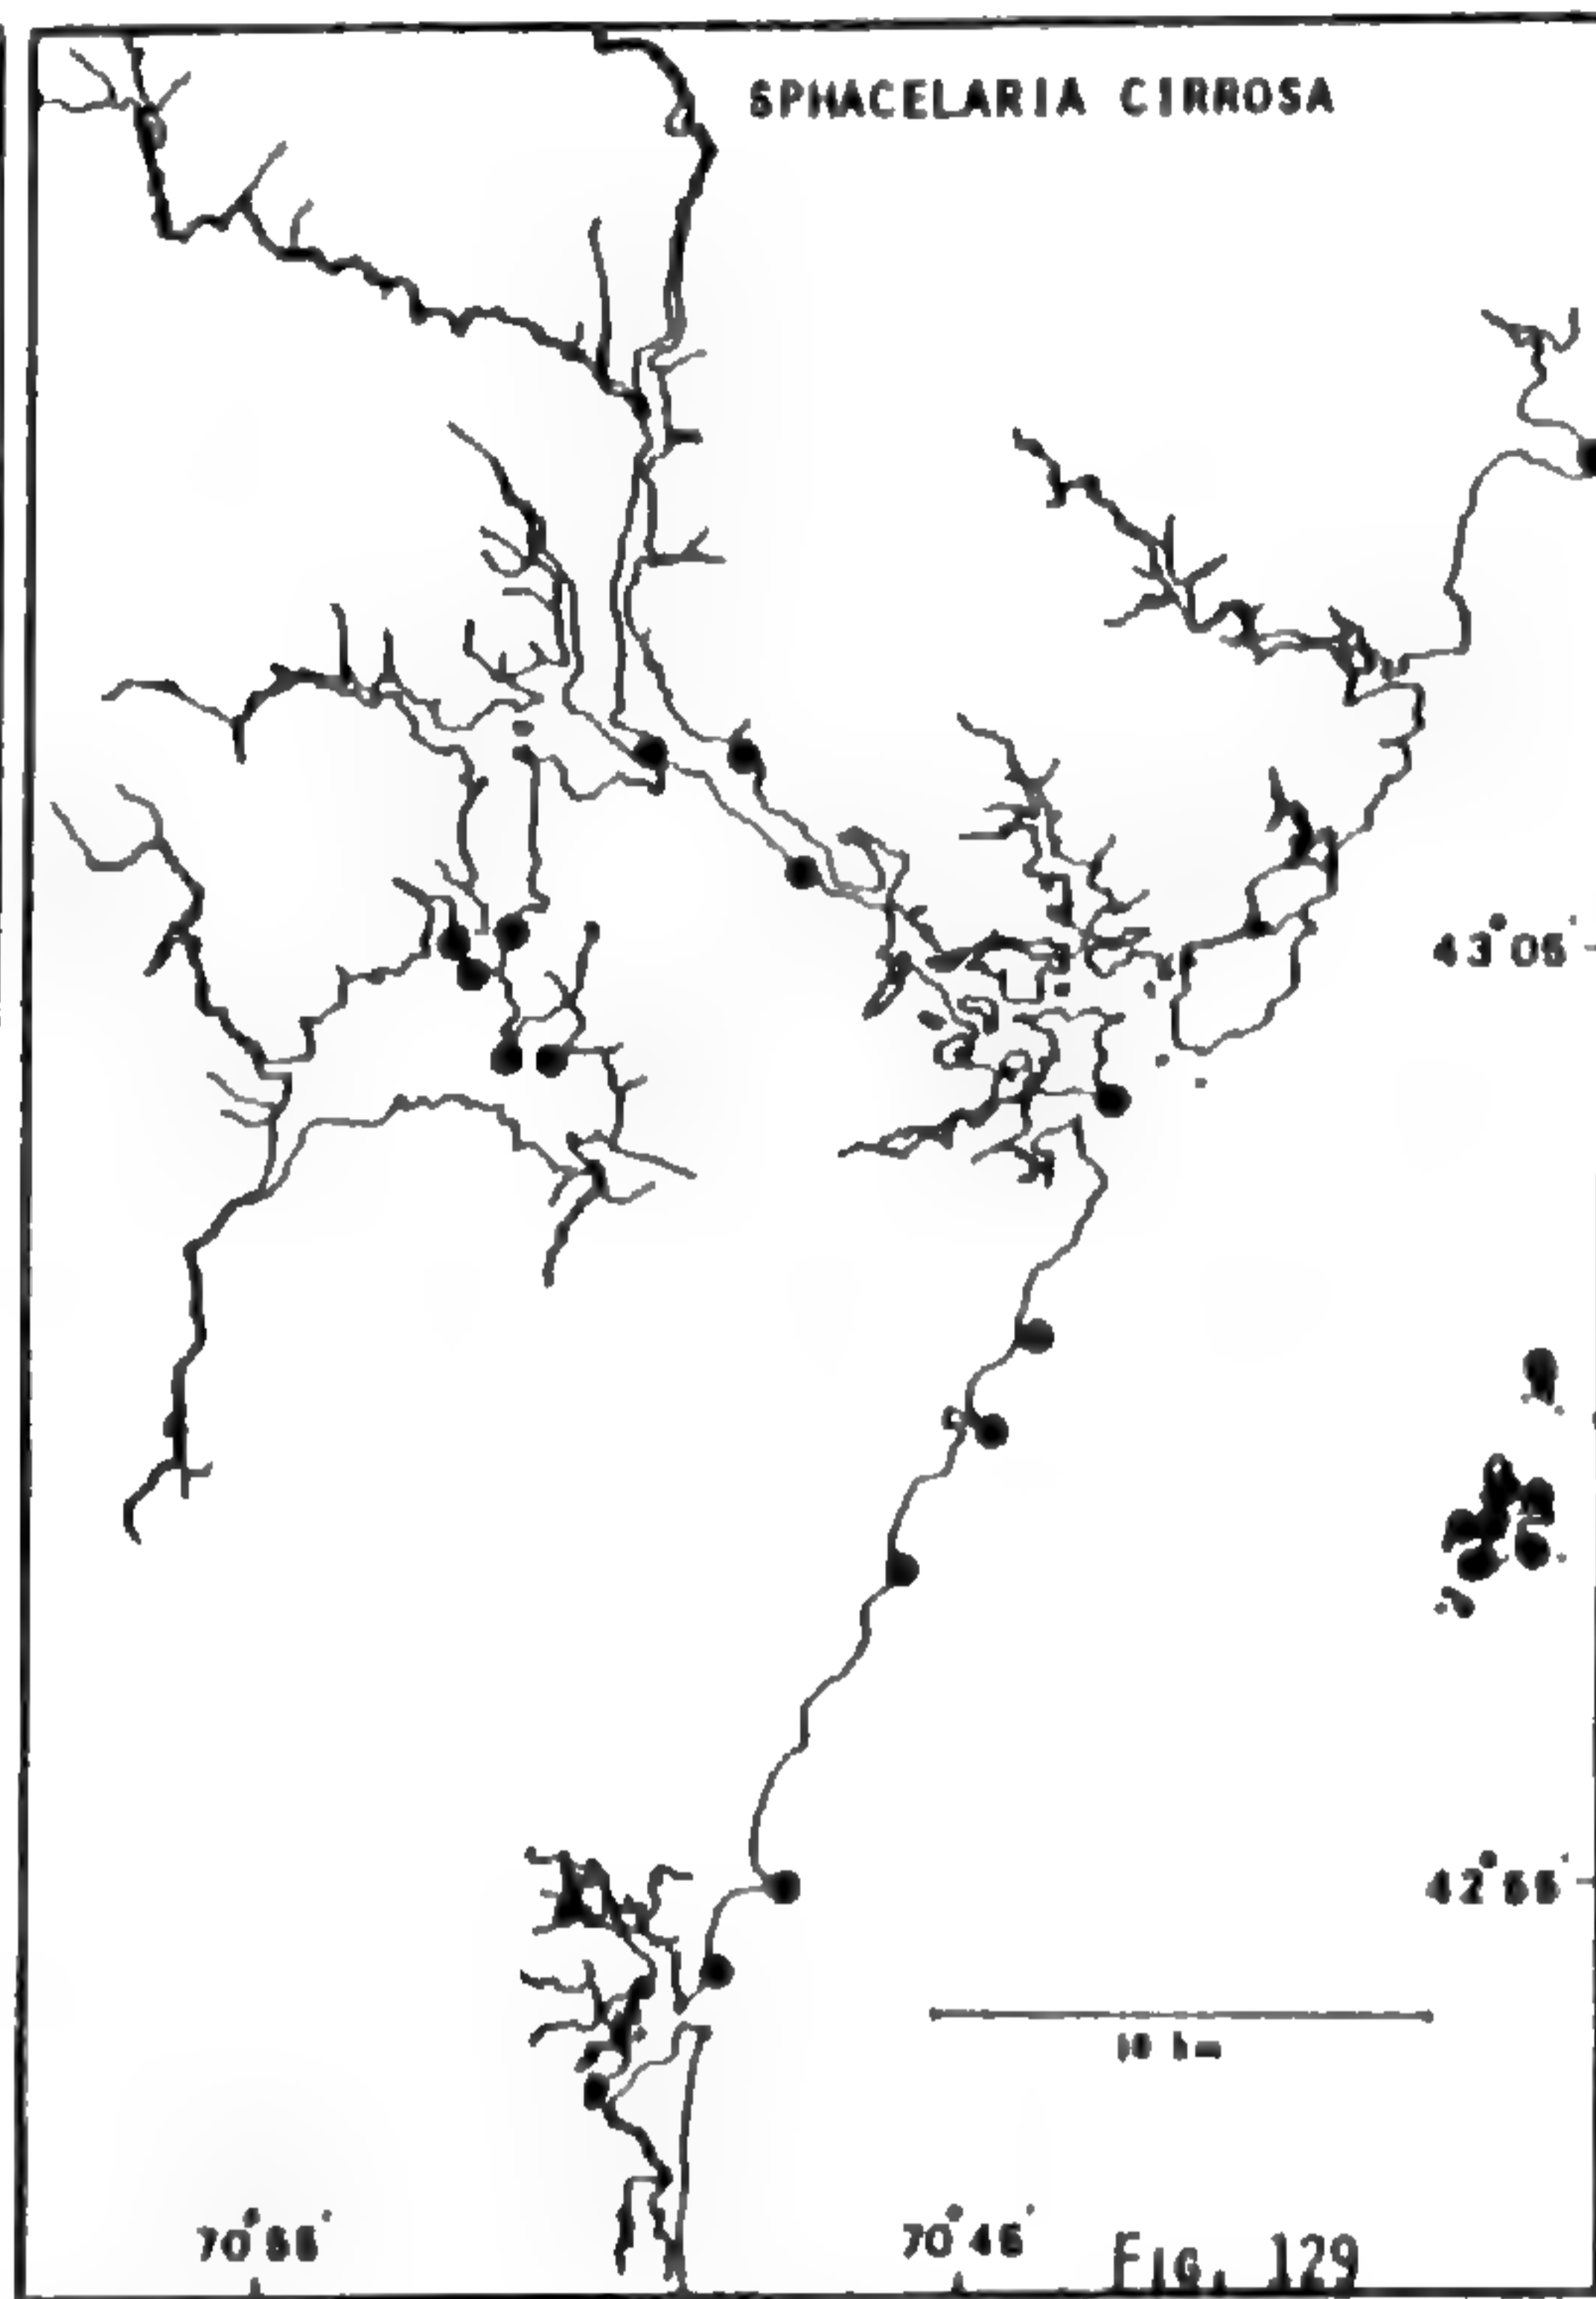 SPHACELARIA CIRROSA
43°05'
42°55'
10 km
70°55' 70°45'
FIG. 129